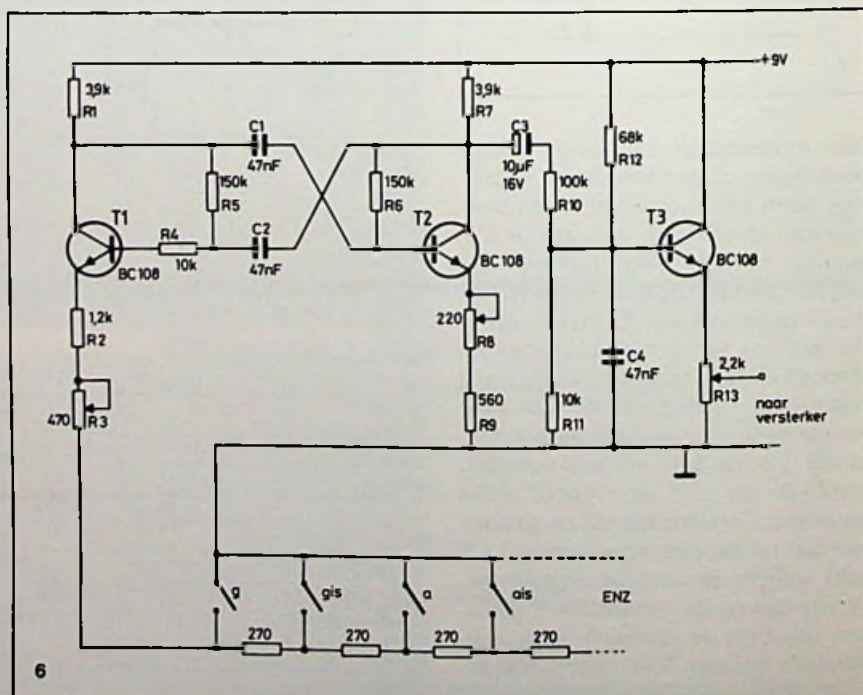 +9V
3,9k
R1
3,9k
R7
C1
47nF
C3
10µF
16V
68k
R12
150k
R5
150k
R6
100k
R10
T1
R4
10k
C2
47nF
T2
T3
BC108
BC108
BC108
1,2k
R2
220
R8
C4
47nF
2,2k
R13
470
R3
560
R9
10k
R11
naar
versterker
g
gis
a
ais
ENZ
270
270
270
270
6